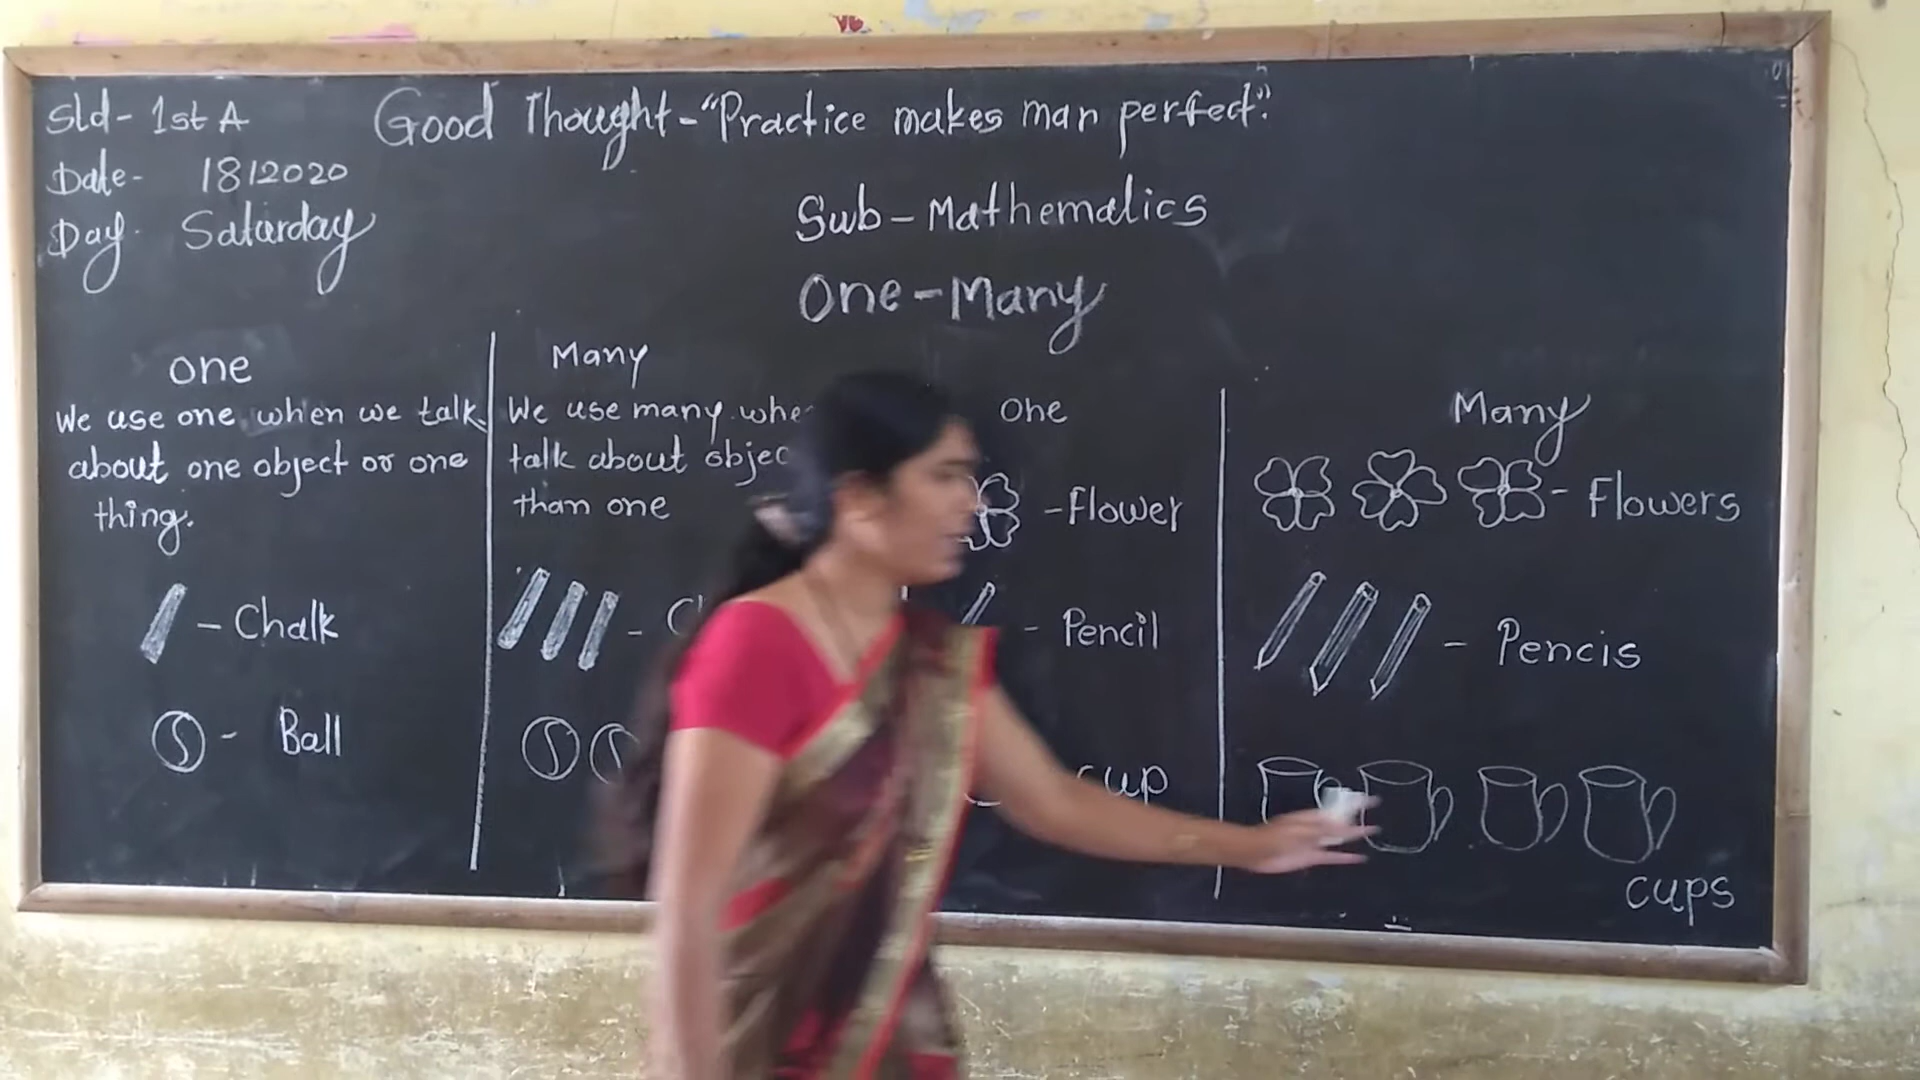 Sld- 1st A
Date- 1812020
Day. Saturday
Good Thought-"Practice makes man perfect".
Sub-Mathematics
One-Many
one
We use one when we talk
about one object or one
thing.
- Chalk
- Ball
Many
We use many
talk about
than one
One
-Flower
- Pencil
cup
Many
- Flowers
- Pencis
cups